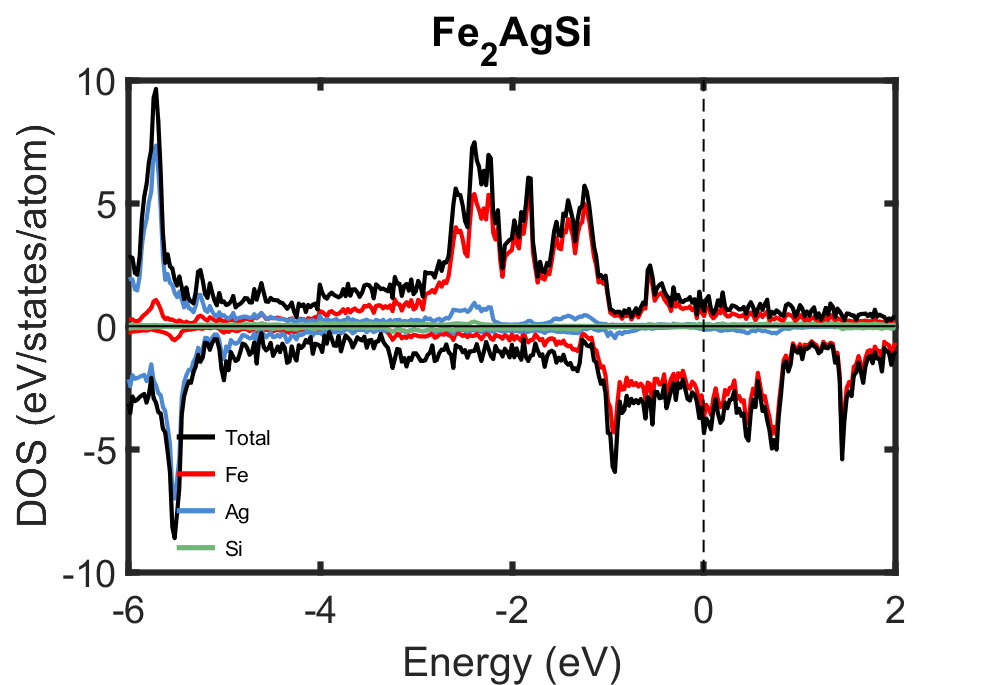 Fe₂AgSi
10
5
0
-5
-10
DOS (eV/states/atom)
Total
Fe
Ag
Si
-6 -4 -2 0 2
Energy (eV)